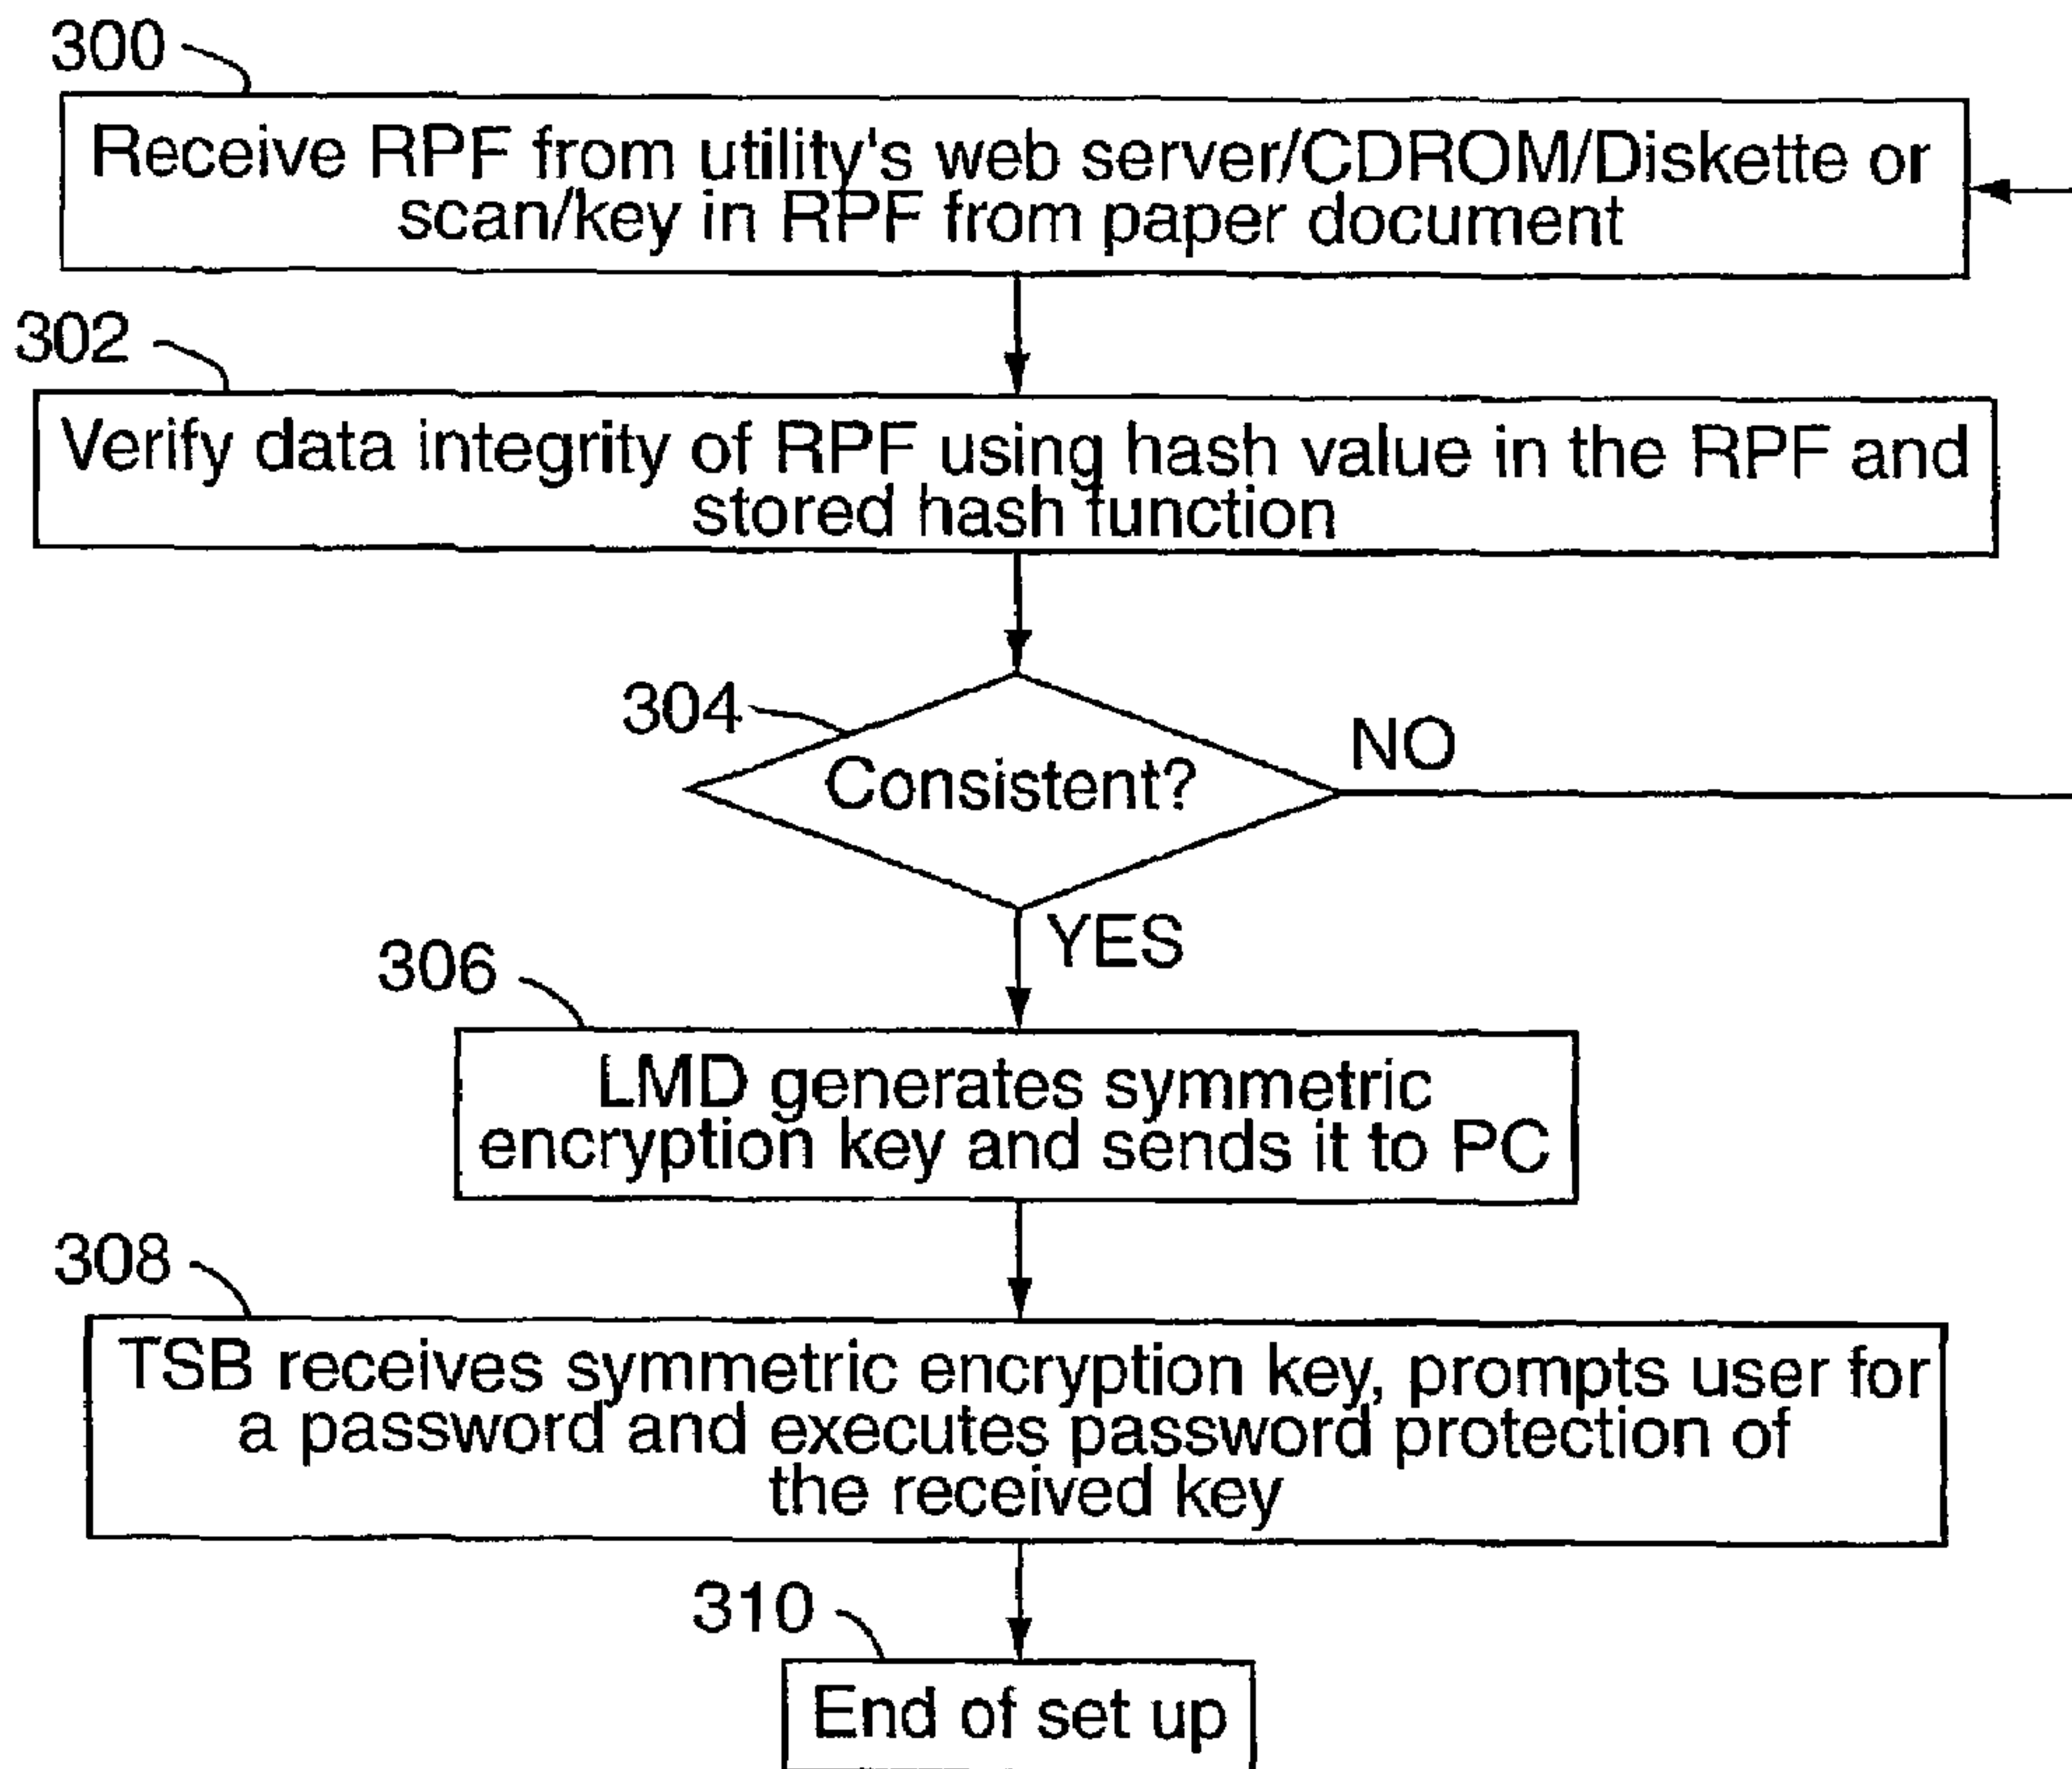 300
Receive RPF from utility's web server/CDROM/Diskette or
scan/key in RPF from paper document
302
Verify data integrity of RPF using hash value in the RPF and
stored hash function
304
Consistent?
NO
YES
306
LMD generates symmetric
encryption key and sends it to PC
308
TSB receives symmetric encryption key, prompts user for
a password and executes password protection of
the received key
310
End of set up